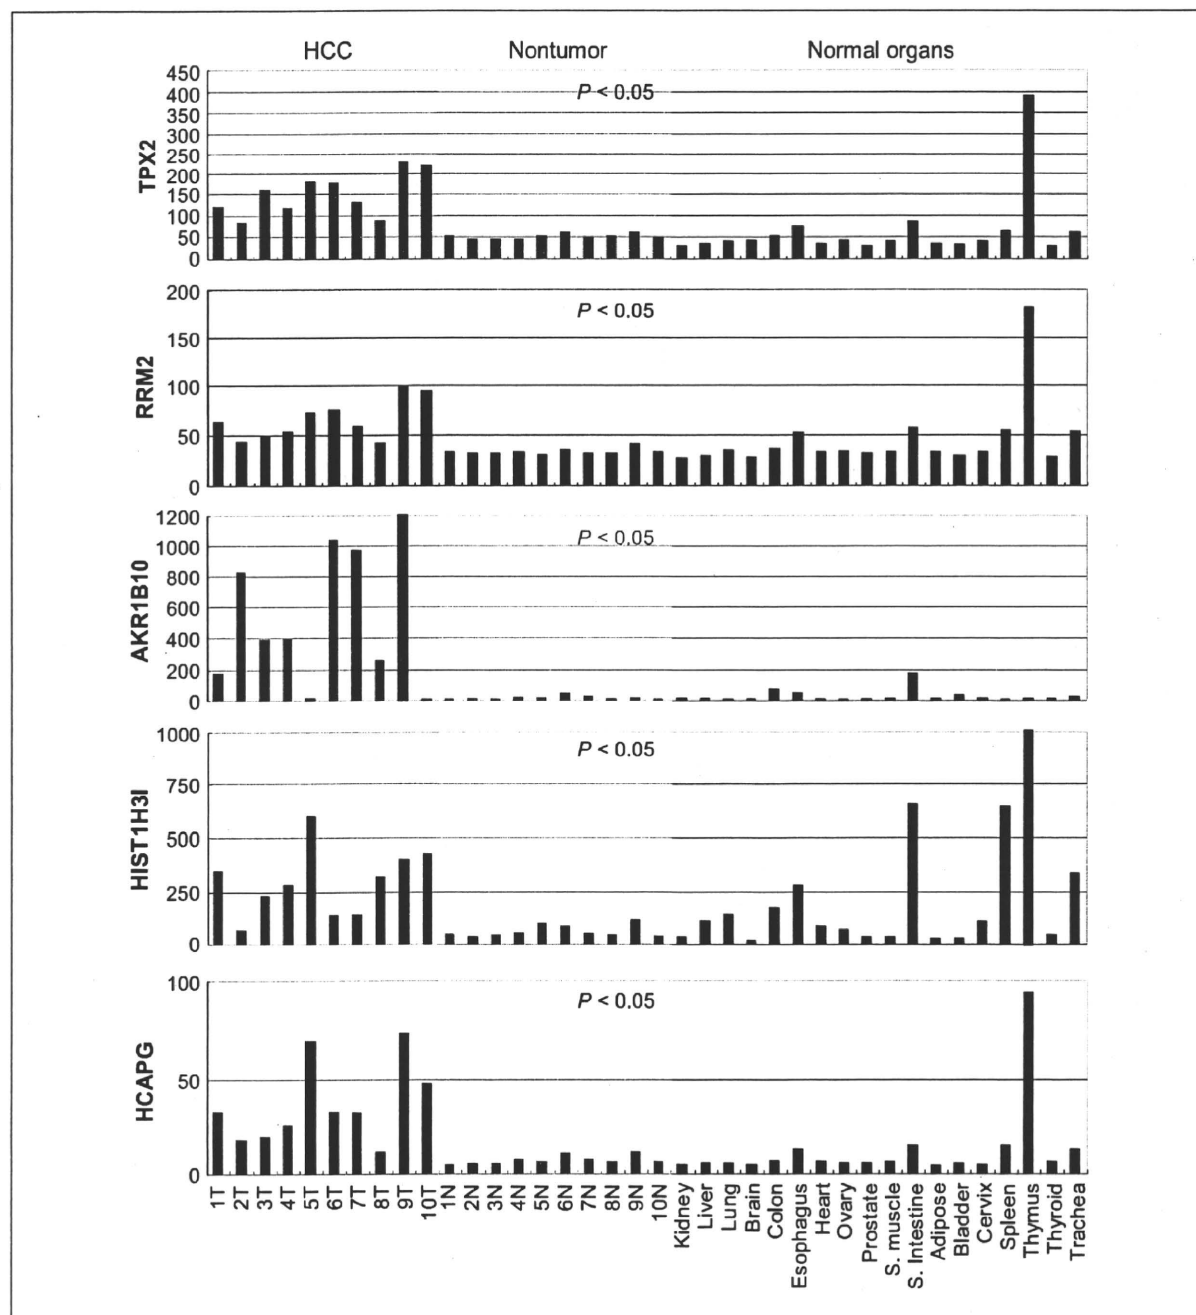 HCC Nontumor Normal organs
TPX2
450
400
350
300
250
200
150
100
50
0
P < 0.05
RRM2
200
150
100
50
0
P < 0.05
AKR1B10
1200
1000
800
600
400
200
0
P < 0.05
HIST1H3I
1000
750
500
250
0
P < 0.05
HCAPG
100
50
0
P < 0.05
1T
2T
3T
4T
5T
6T
7T
8T
9T
10T
1N
2N
3N
4N
5N
6N
7N
8N
9N
10N
Kidney
Liver
Lung
Brain
Colon
Esophagus
Heart
Ovary
Prostate
S. muscle
S. Intestine
Adipose
Bladder
Cervix
Spleen
Thymus
Thyroid
Trachea